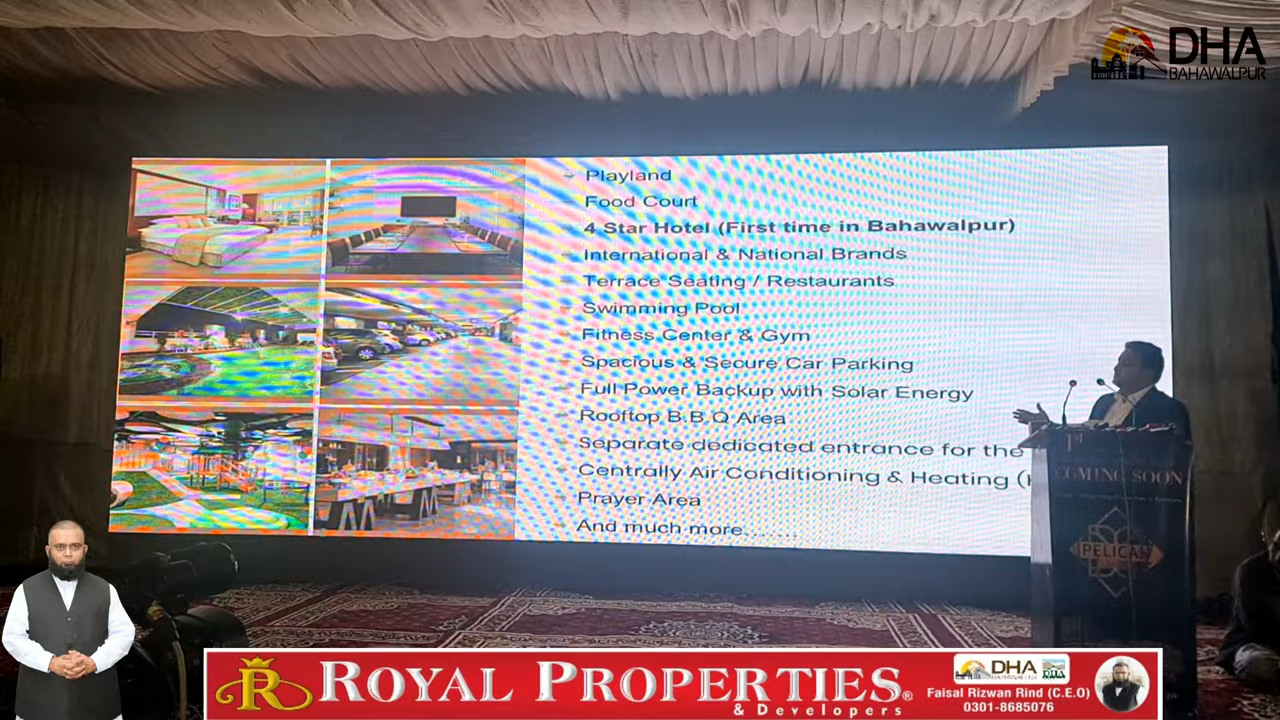 DHA
BAHAWALPUR
Playland
Food Court
4 Star Hotel (First time in Bahawalpur)
International & National Brands
Terrace Seating / Restaurants
Swimming Pool
Fitness Center & Gym
Spacious & Secure Car Parking
Full Power Backup with Solar Energy
Rooftop B.B.Q Area
Separate dedicated entrance for the
Centrally Air Conditioning & Heating (
Prayer Area
And much more........
COMING SOON
PELICAN
R
ROYAL PROPERTIES®
& Developers
DHA
BAHAWALPUR
Faisal Rizwan Rind (C.E.O)
0301-8685076